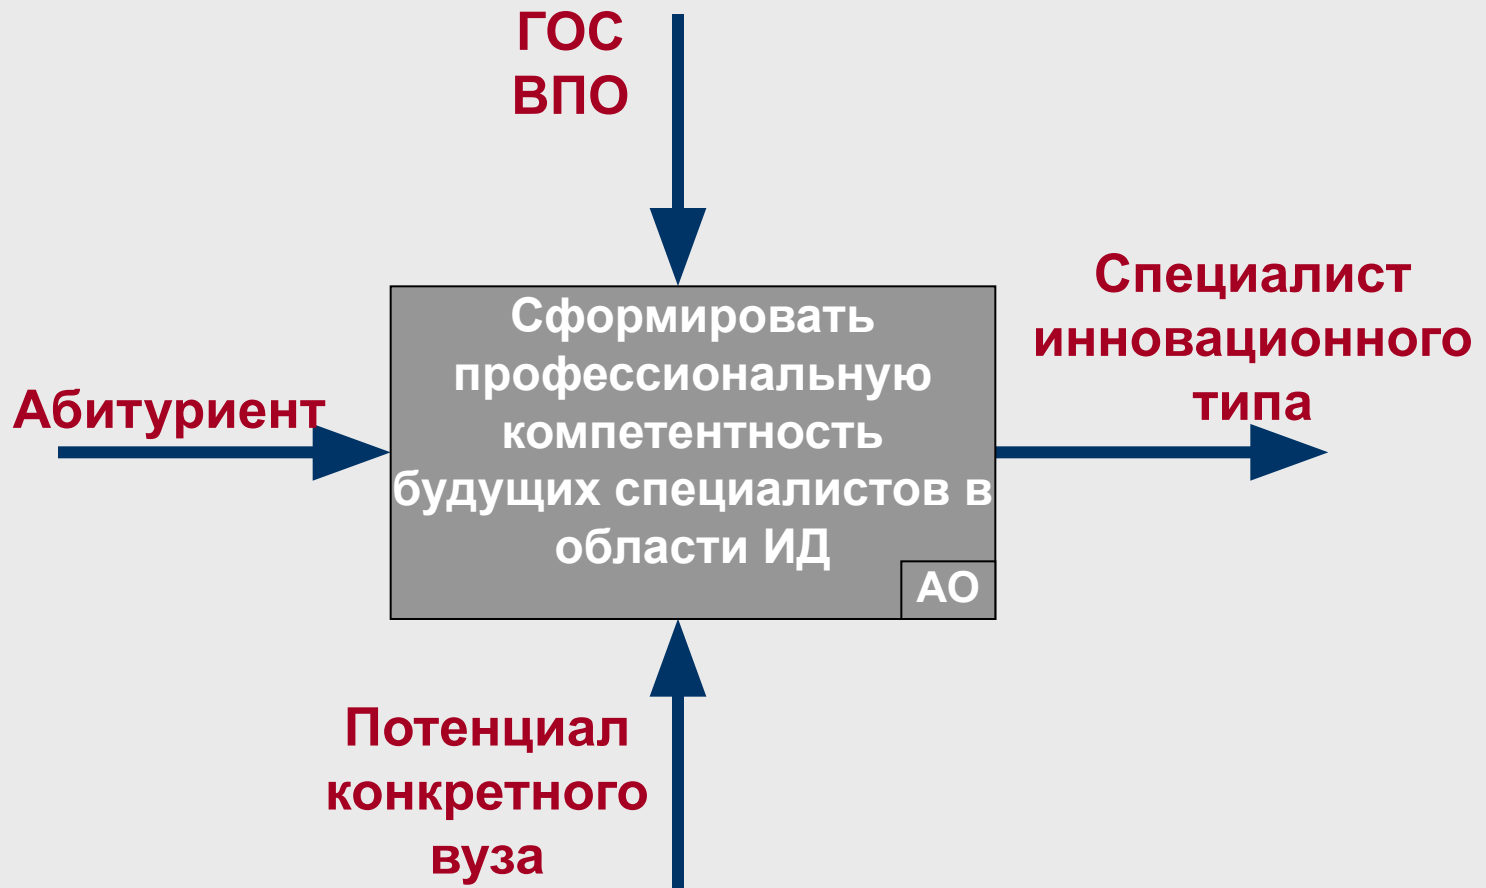 ГОС
ВПО
Специалист
инновационного
типа
Абитуриент
Сформировать
профессиональную
компетентность
будущих специалистов в
области ИД
АО
Потенциал
конкретного
вуза